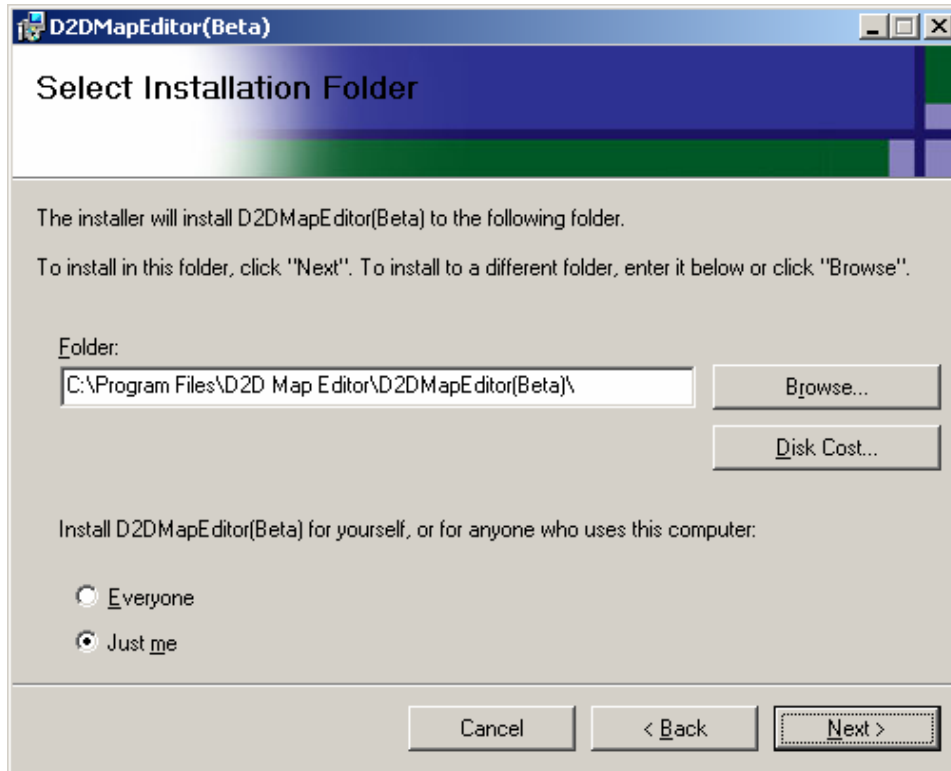 D2DMapEditor(Beta)
Select Installation Folder
The installer will install D2DMapEditor(Beta) to the following folder.
To install in this folder, click "Next". To install to a different folder, enter it below or click "Browse".
Folder:
C:\Program Files\D2D Map Editor\D2DMapEditor(Beta)\
Browse...
Disk Cost...
Install D2DMapEditor(Beta) for yourself, or for anyone who uses this computer:
Everyone
Just me
Cancel
< Back
Next >